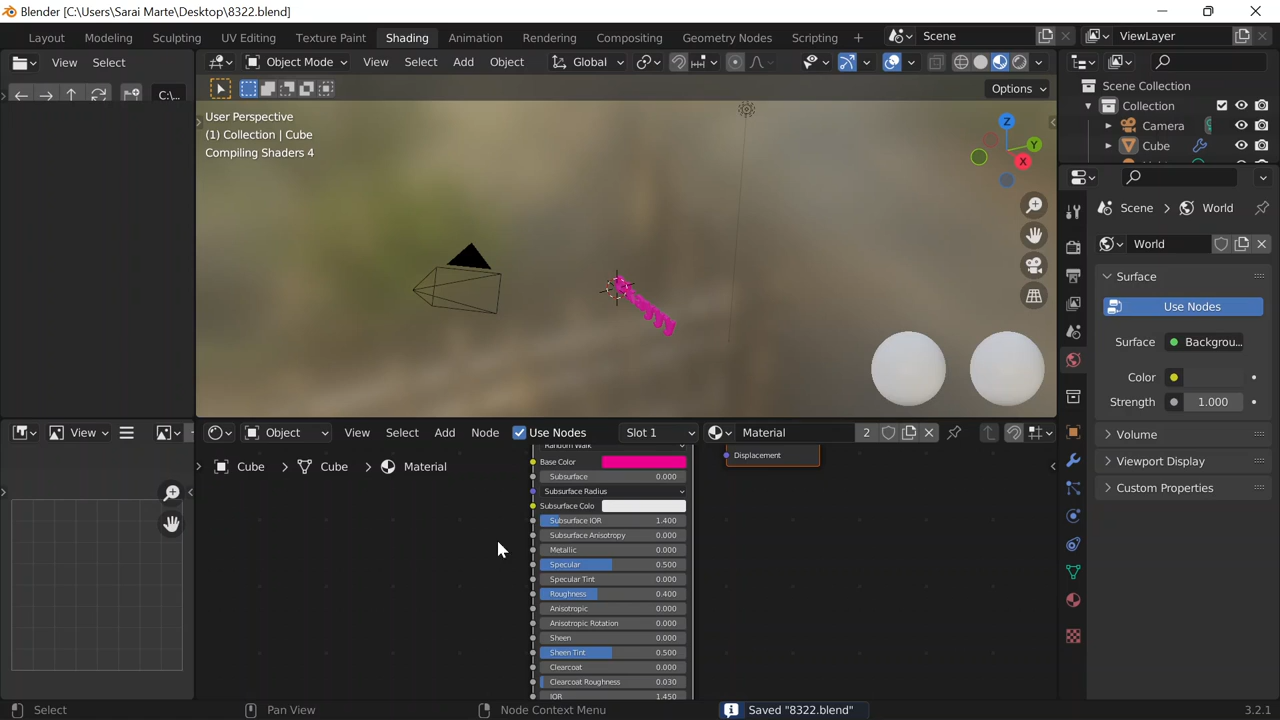 Blender [C:\Users\Sarai Marte\Desktop\8322.blend]
Layout Modeling Sculpting UV Editing Texture Paint Shading Animation Rendering Compositing Geometry Nodes Scripting + Scene ViewLayer
View Select Object Mode View Select Add Object Global
C:\... Options
User Perspective
(1) Collection | Cube
Compiling Shaders 4
Z
Y
X
Scene Collection
Collection
Camera
Cube
Scene > World
World
Surface
Use Nodes
Surface Backgrou...
Color
Strength 1.000
Volume
Viewport Display
Custom Properties
View Object View Select Add Node Use Nodes Slot 1 Material 2
Cube > Cube > Material
Displacement
Random Walk
Base Color
Subsurface 0.000
Subsurface Radius
Subsurface Colo
Subsurface IOR 1.400
Subsurface Anisotropy 0.000
Metallic 0.000
Specular 0.500
Specular Tint 0.000
Roughness 0.400
Anisotropic 0.000
Anisotropic Rotation 0.000
Sheen 0.000
Sheen Tint 0.500
Clearcoat 0.000
Clearcoat Roughness 0.030
IOR 1.450
Select Pan View Node Context Menu Saved "8322.blend" 3.2.1